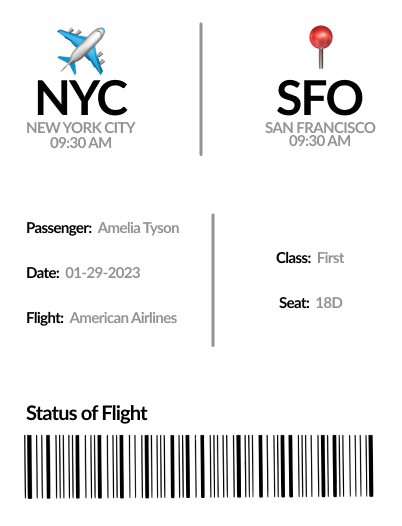 NYC
NEW YORK CITY
09:30 AM
SFO
SAN FRANCISCO
09:30 AM
Passenger: Amelia Tyson
Date: 01-29-2023
Flight: American Airlines
Class: First
Seat: 18D
Status of Flight